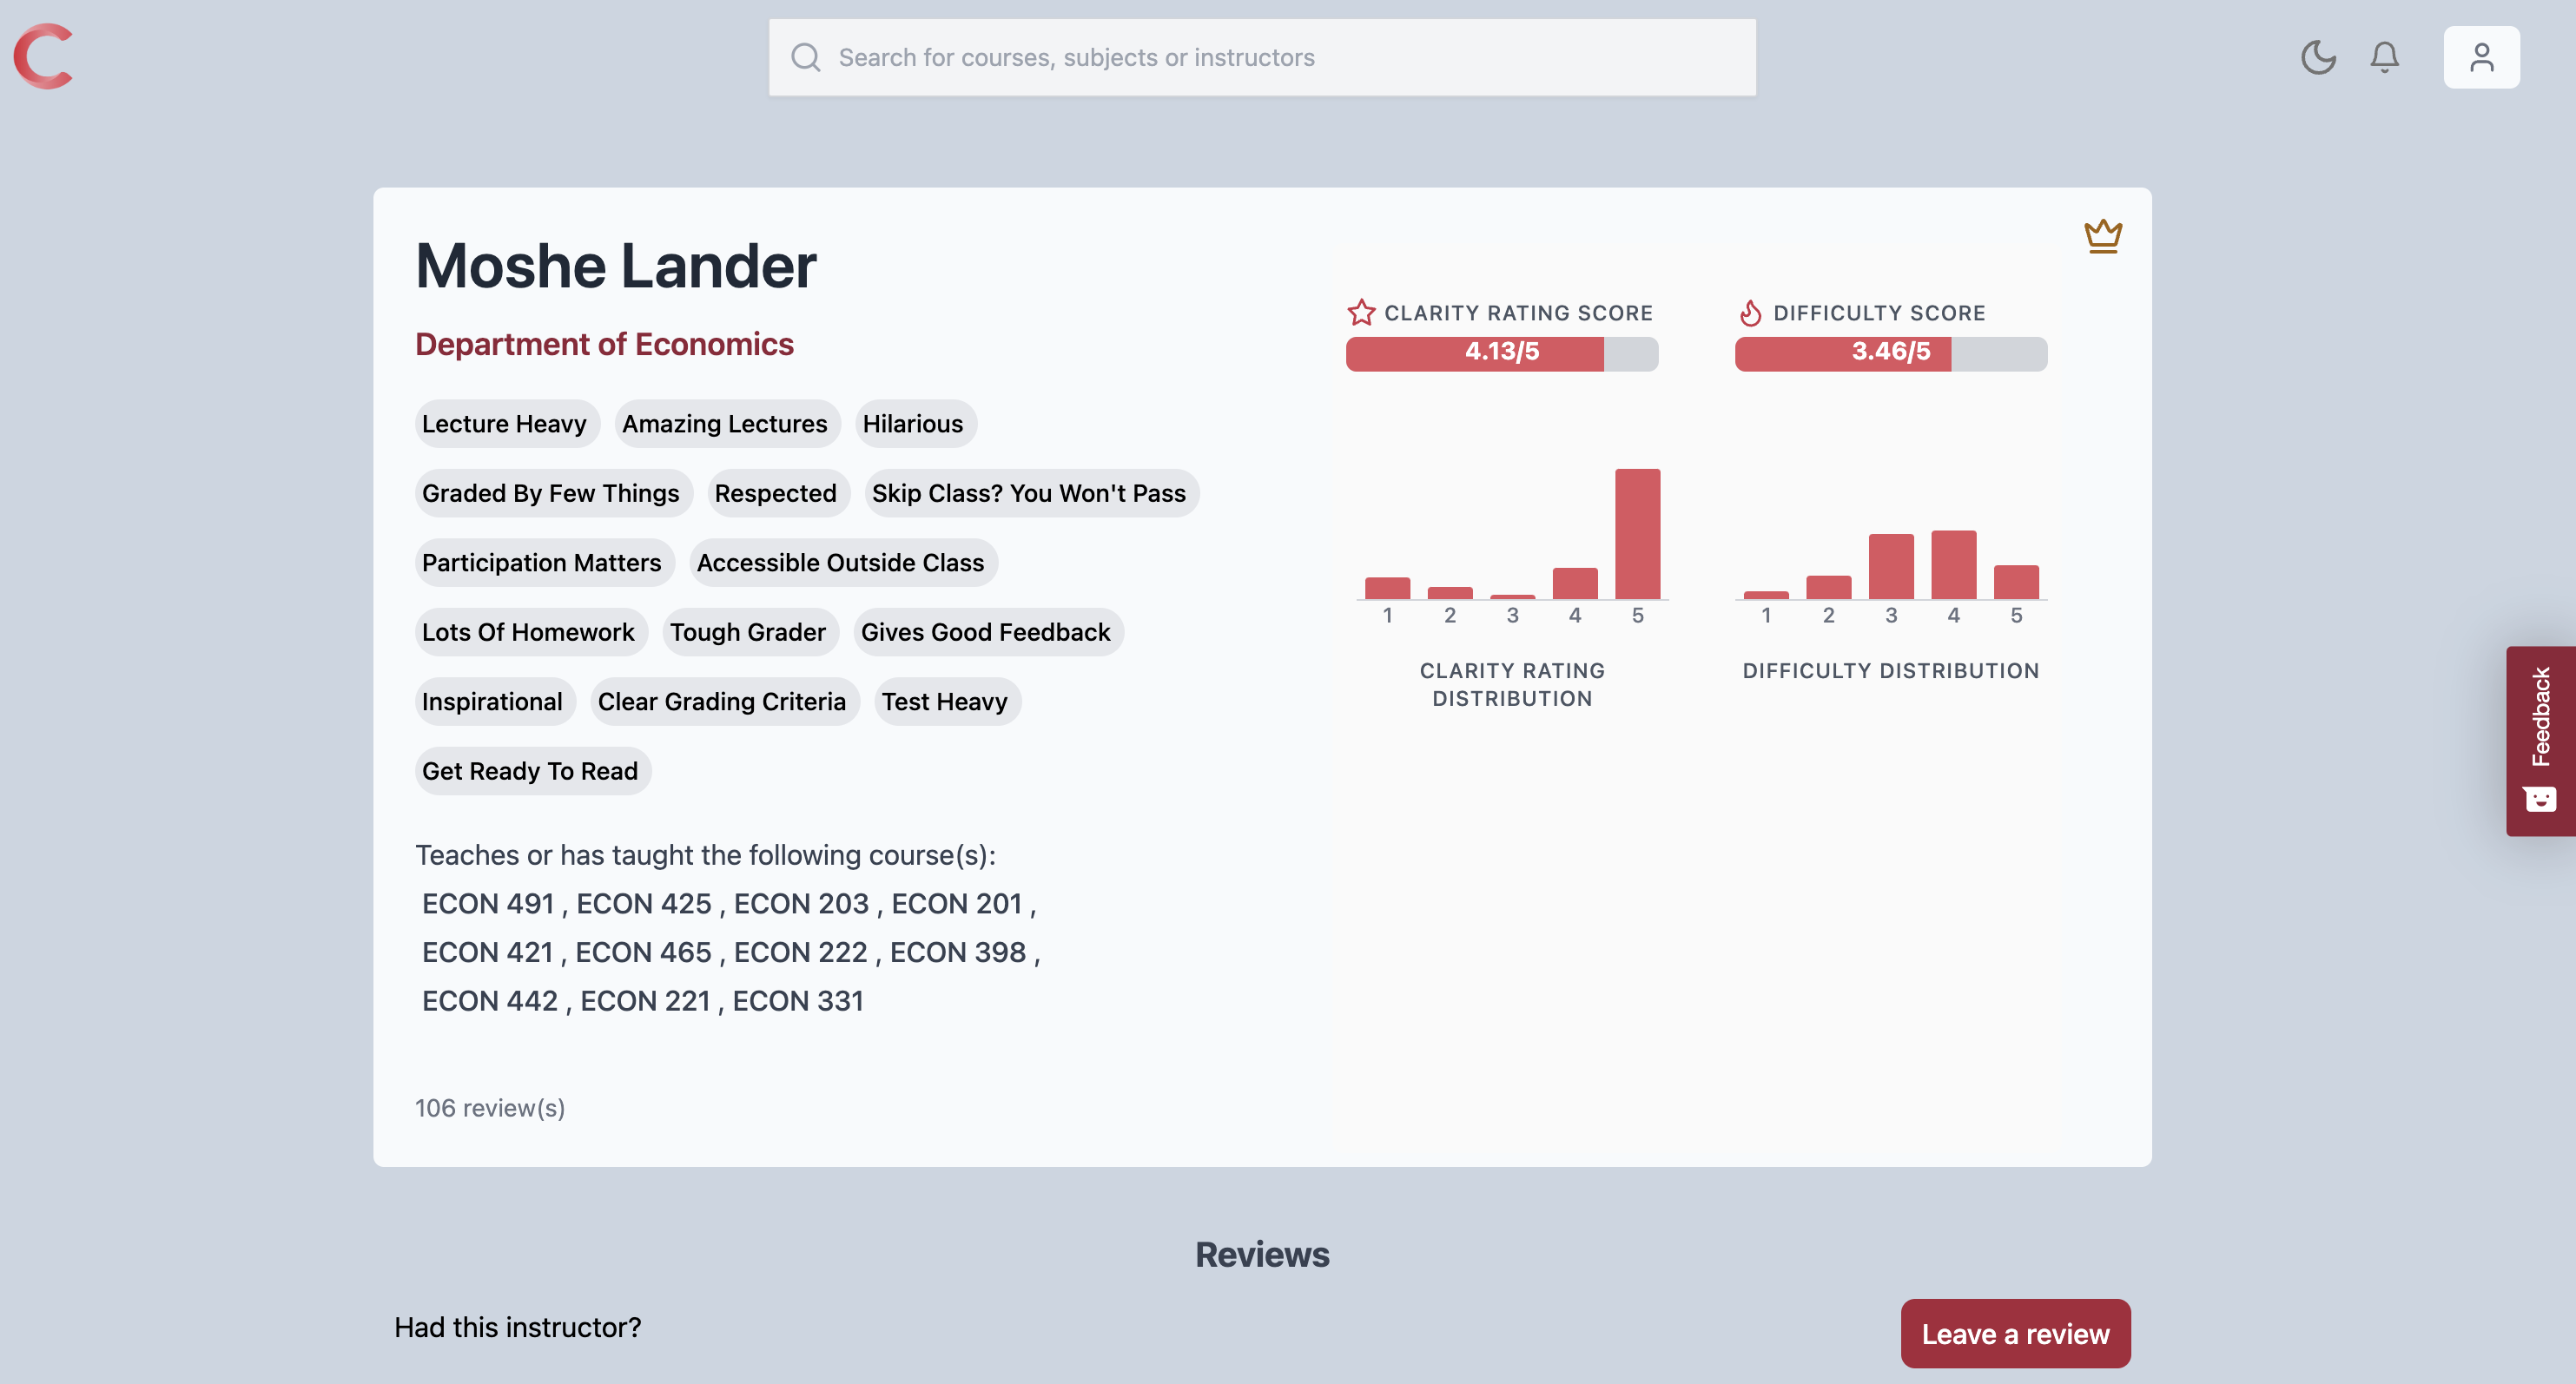 Search for courses, subjects or instructors
Moshe Lander
Department of Economics
Lecture Heavy Amazing Lectures Hilarious
Graded By Few Things Respected Skip Class? You Won't Pass
Participation Matters Accessible Outside Class
Lots Of Homework Tough Grader Gives Good Feedback
Inspirational Clear Grading Criteria Test Heavy
Get Ready To Read
Teaches or has taught the following course(s):
ECON 491 , ECON 425 , ECON 203 , ECON 201 ,
ECON 421 , ECON 465 , ECON 222 , ECON 398 ,
ECON 442 , ECON 221 , ECON 331
106 review(s)
CLARITY RATING SCORE
4.13/5
DIFFICULTY SCORE
3.46/5
1 2 3 4 5
CLARITY RATING
DISTRIBUTION
1 2 3 4 5
DIFFICULTY DISTRIBUTION
Feedback
Reviews
Had this instructor?
Leave a review